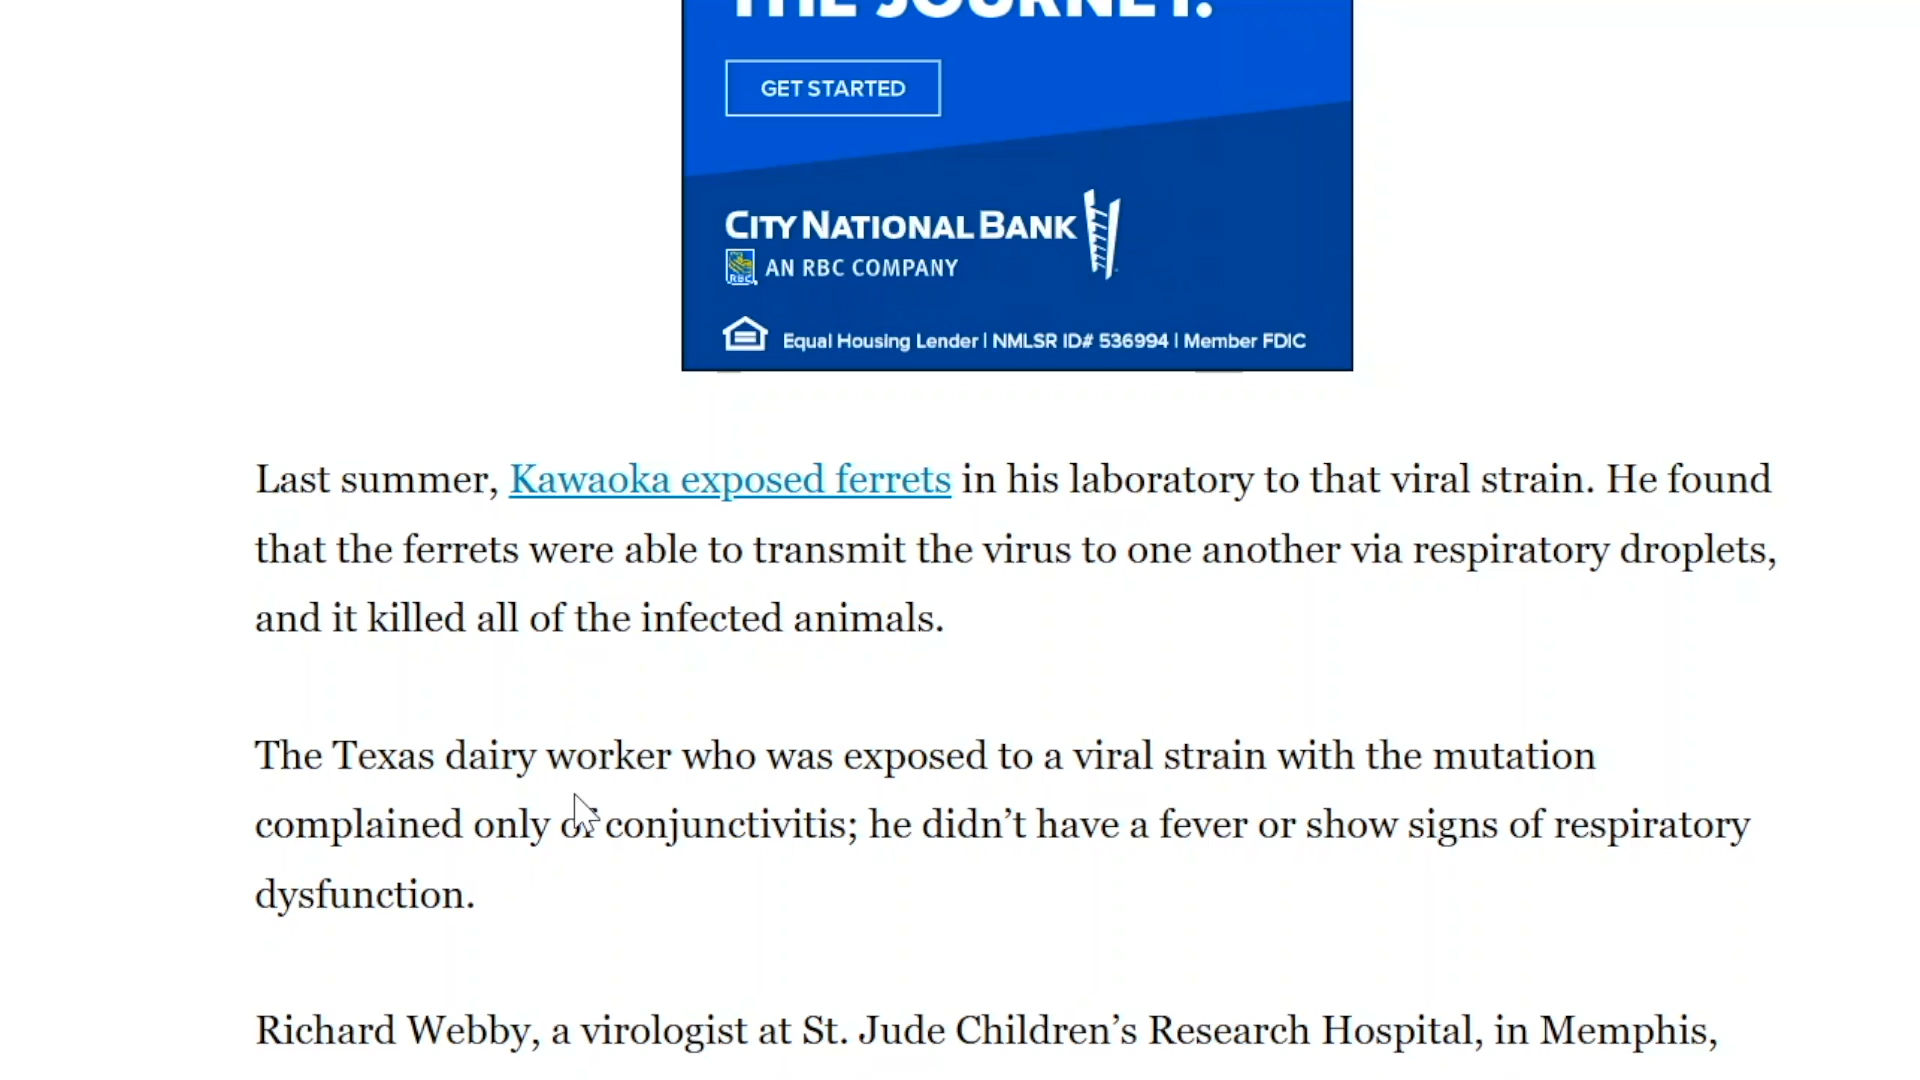 THE JOURNEY.
GET STARTED
CITY NATIONAL BANK
RBC
AN RBC COMPANY
Equal Housing Lender | NMLSR ID# 536994 | Member FDIC
Last summer, Kawaoka exposed ferrets in his laboratory to that viral strain. He found
that the ferrets were able to transmit the virus to one another via respiratory droplets,
and it killed all of the infected animals.
The Texas dairy worker who was exposed to a viral strain with the mutation
complained only of conjunctivitis; he didn’t have a fever or show signs of respiratory
dysfunction.
Richard Webby, a virologist at St. Jude Children’s Research Hospital, in Memphis,